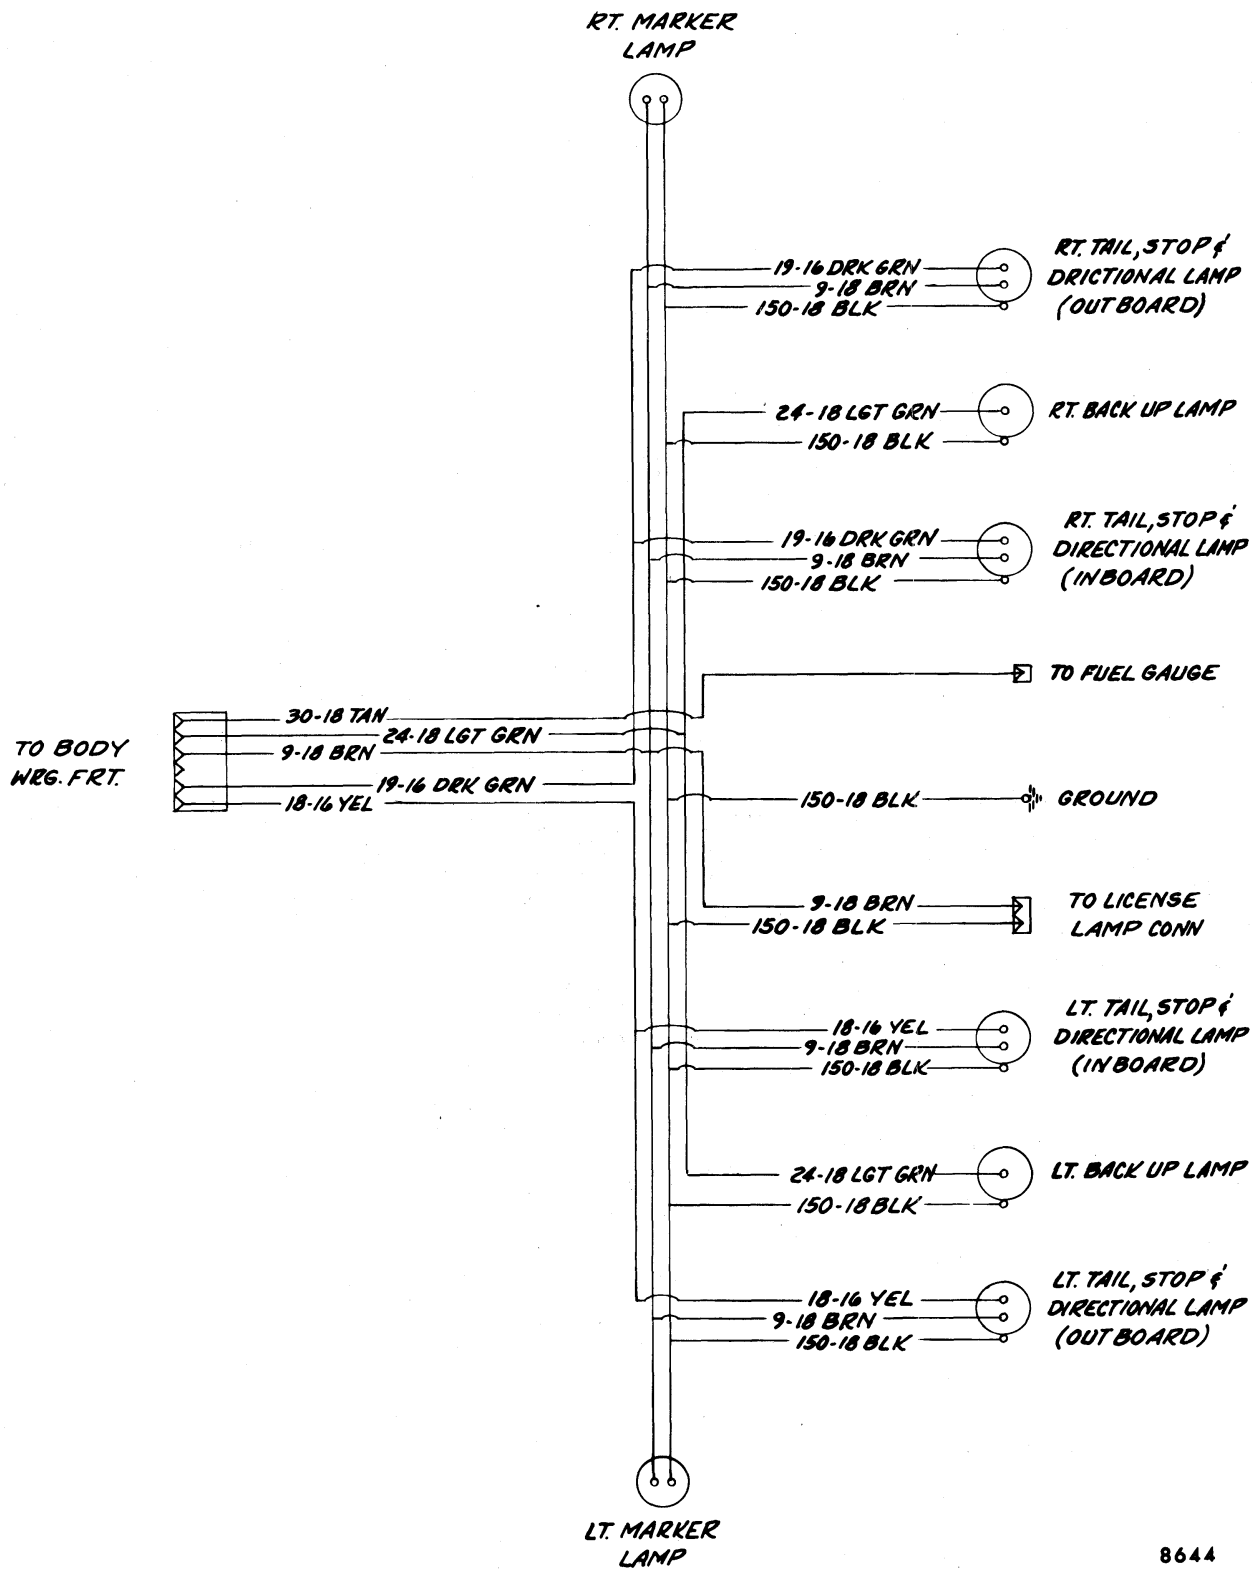 RT. MARKER
LAMP
19-16 DRK GRN
9-18 BRN
150-18 BLK
RT. TAIL, STOP &
DRICTIONAL LAMP
(OUTBOARD)
24-18 LGT GRN
150-18 BLK
RT. BACK UP LAMP
19-16 DRK GRN
9-18 BRN
150-18 BLK
RT. TAIL, STOP &
DIRECTIONAL LAMP
(INBOARD)
TO FUEL GAUGE
TO BODY
WRG. FRT.
30-18 TAN
24-18 LGT GRN
9-18 BRN
19-16 DRK GRN
18-16 YEL
150-18 BLK
GROUND
9-18 BRN
150-18 BLK
TO LICENSE
LAMP CONN
18-16 YEL
9-18 BRN
150-18 BLK
LT. TAIL, STOP &
DIRECTIONAL LAMP
(INBOARD)
24-18 LGT GRN
150-18 BLK
LT. BACK UP LAMP
18-16 YEL
9-18 BRN
150-18 BLK
LT. TAIL, STOP &
DIRECTIONAL LAMP
(OUTBOARD)
LT. MARKER
LAMP
8644